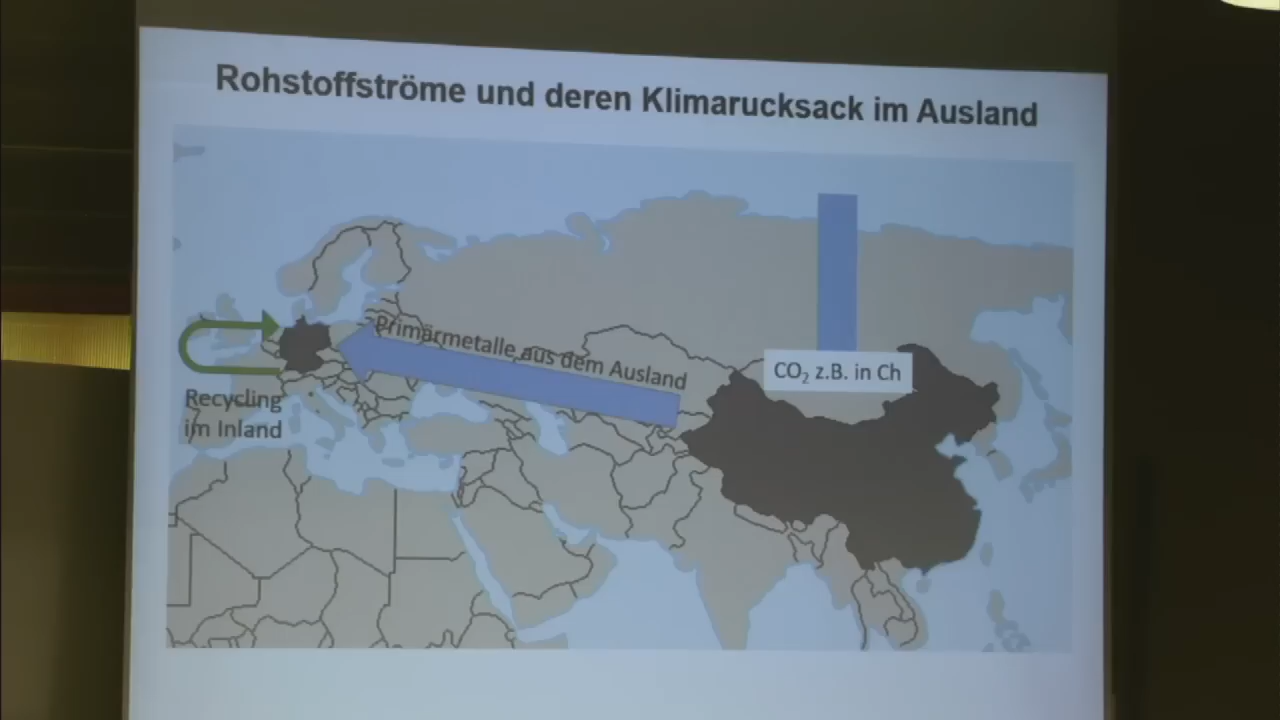 Rohstoffströme und deren Klimarucksack im Ausland
Primärmetalle aus dem Ausland
CO₂ z.B. in Ch
Recycling
im Inland